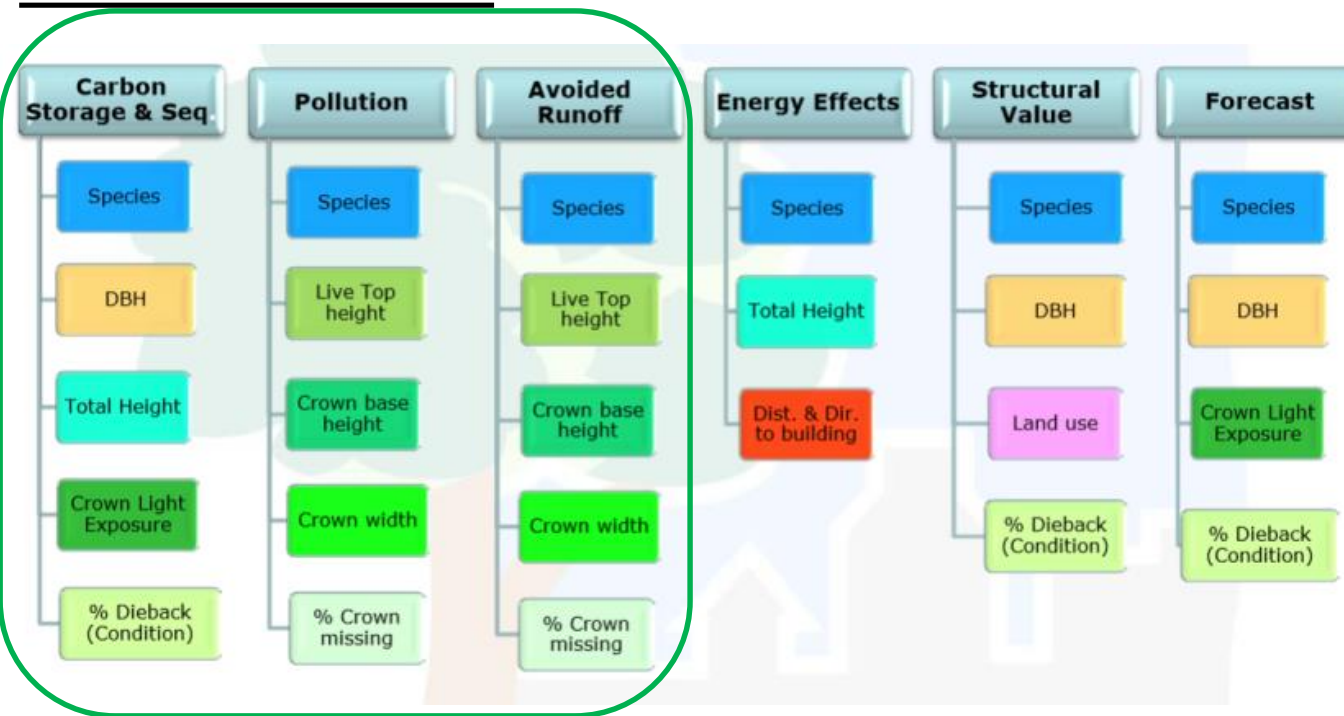 Carbon
Storage & Seq.
Species
DBH
Total Height
Crown Light
Exposure
% Dieback
(Condition)
Pollution
Species
Live Top
height
Crown base
height
Crown width
% Crown
missing
Avoided
Runoff
Species
Live Top
height
Crown base
height
Crown width
% Crown
missing
Energy Effects
Species
Total Height
Dist. & Dir.
to building
Structural
Value
Species
DBH
Land use
% Dieback
(Condition)
Forecast
Species
DBH
Crown Light
Exposure
% Dieback
(Condition)